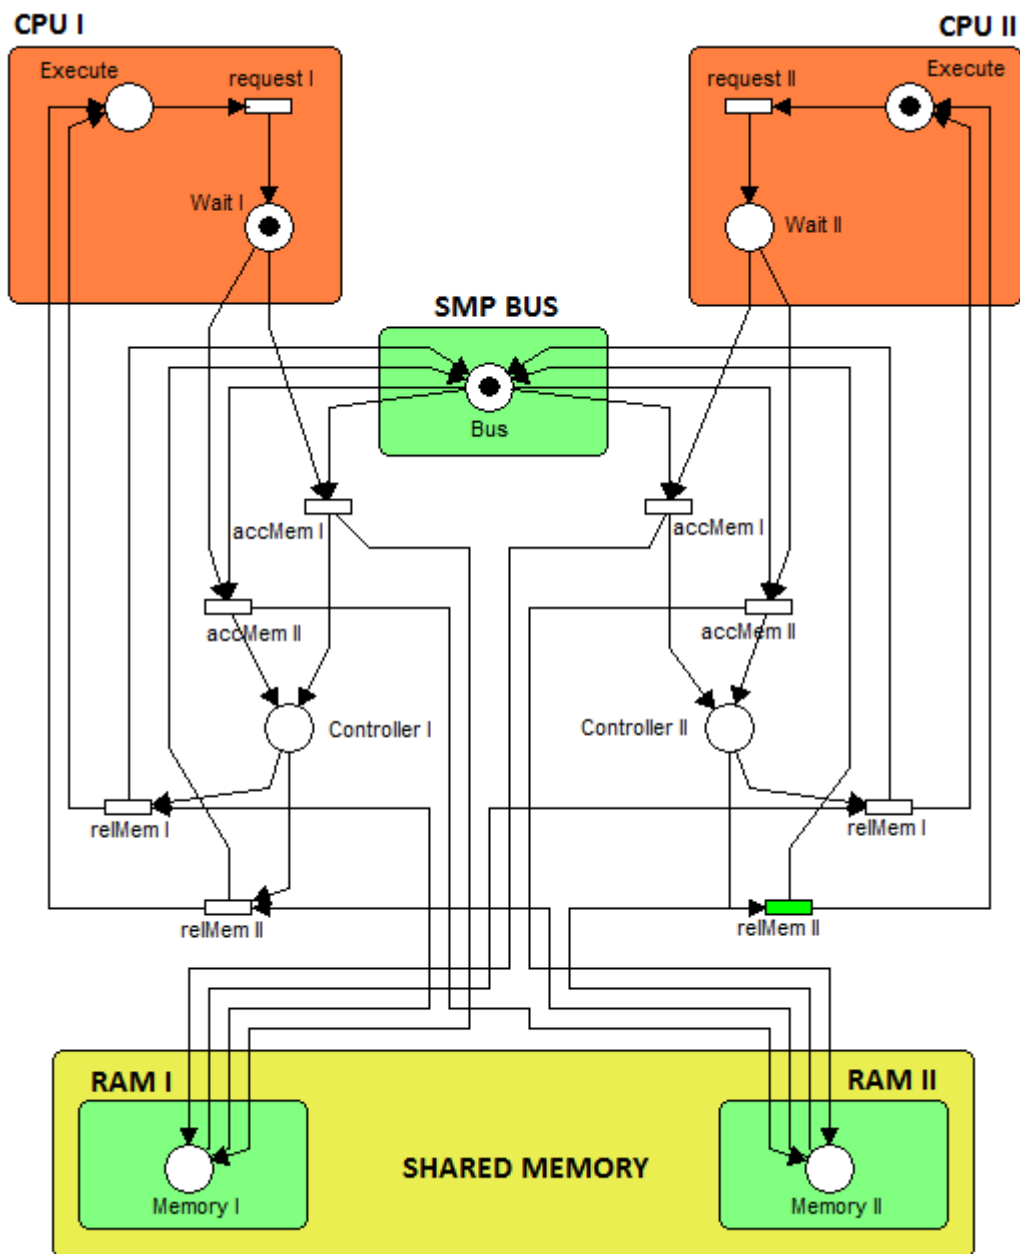 CPU I
CPU II
Execute
request I
request II
Execute
Wait I
Wait II
SMP BUS
Bus
accMem I
accMem I
accMem II
accMem II
Controller I
Controller II
relMem I
relMem I
relMem II
relMem II
RAM I
RAM II
SHARED MEMORY
Memory I
Memory II